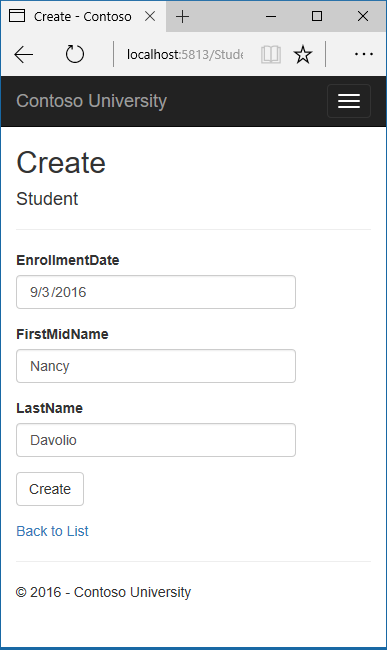 Create - Contoso
localhost:5813/Stude
Contoso University
Create
Student
EnrollmentDate
9/3/2016
FirstMidName
Nancy
LastName
Davolio
Create
Back to List
© 2016 - Contoso University